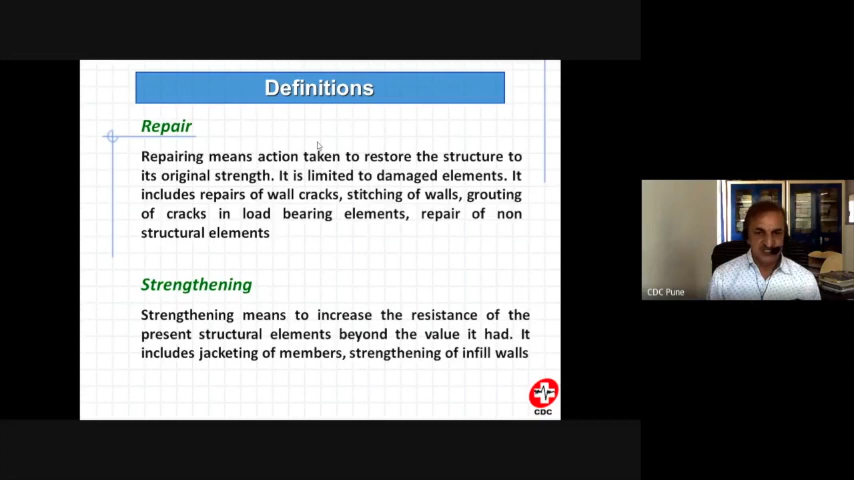 Definitions
Repair
Repairing means action taken to restore the structure to
its original strength. It is limited to damaged elements. It
includes repairs of wall cracks, stitching of walls, grouting
of cracks in load bearing elements, repair of non
structural elements
Strengthening
Strengthening means to increase the resistance of the
present structural elements beyond the value it had. It
includes jacketing of members, strengthening of infill walls
CDC
CDC Pune